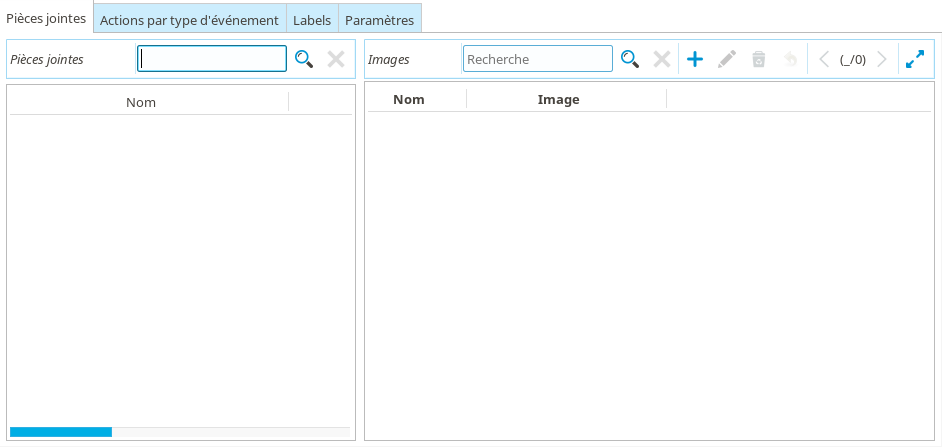 Pièces jointes Actions par type d'événement Labels Paramètres
Pièces jointes
Images Recherche (_/0)
Nom
Nom Image